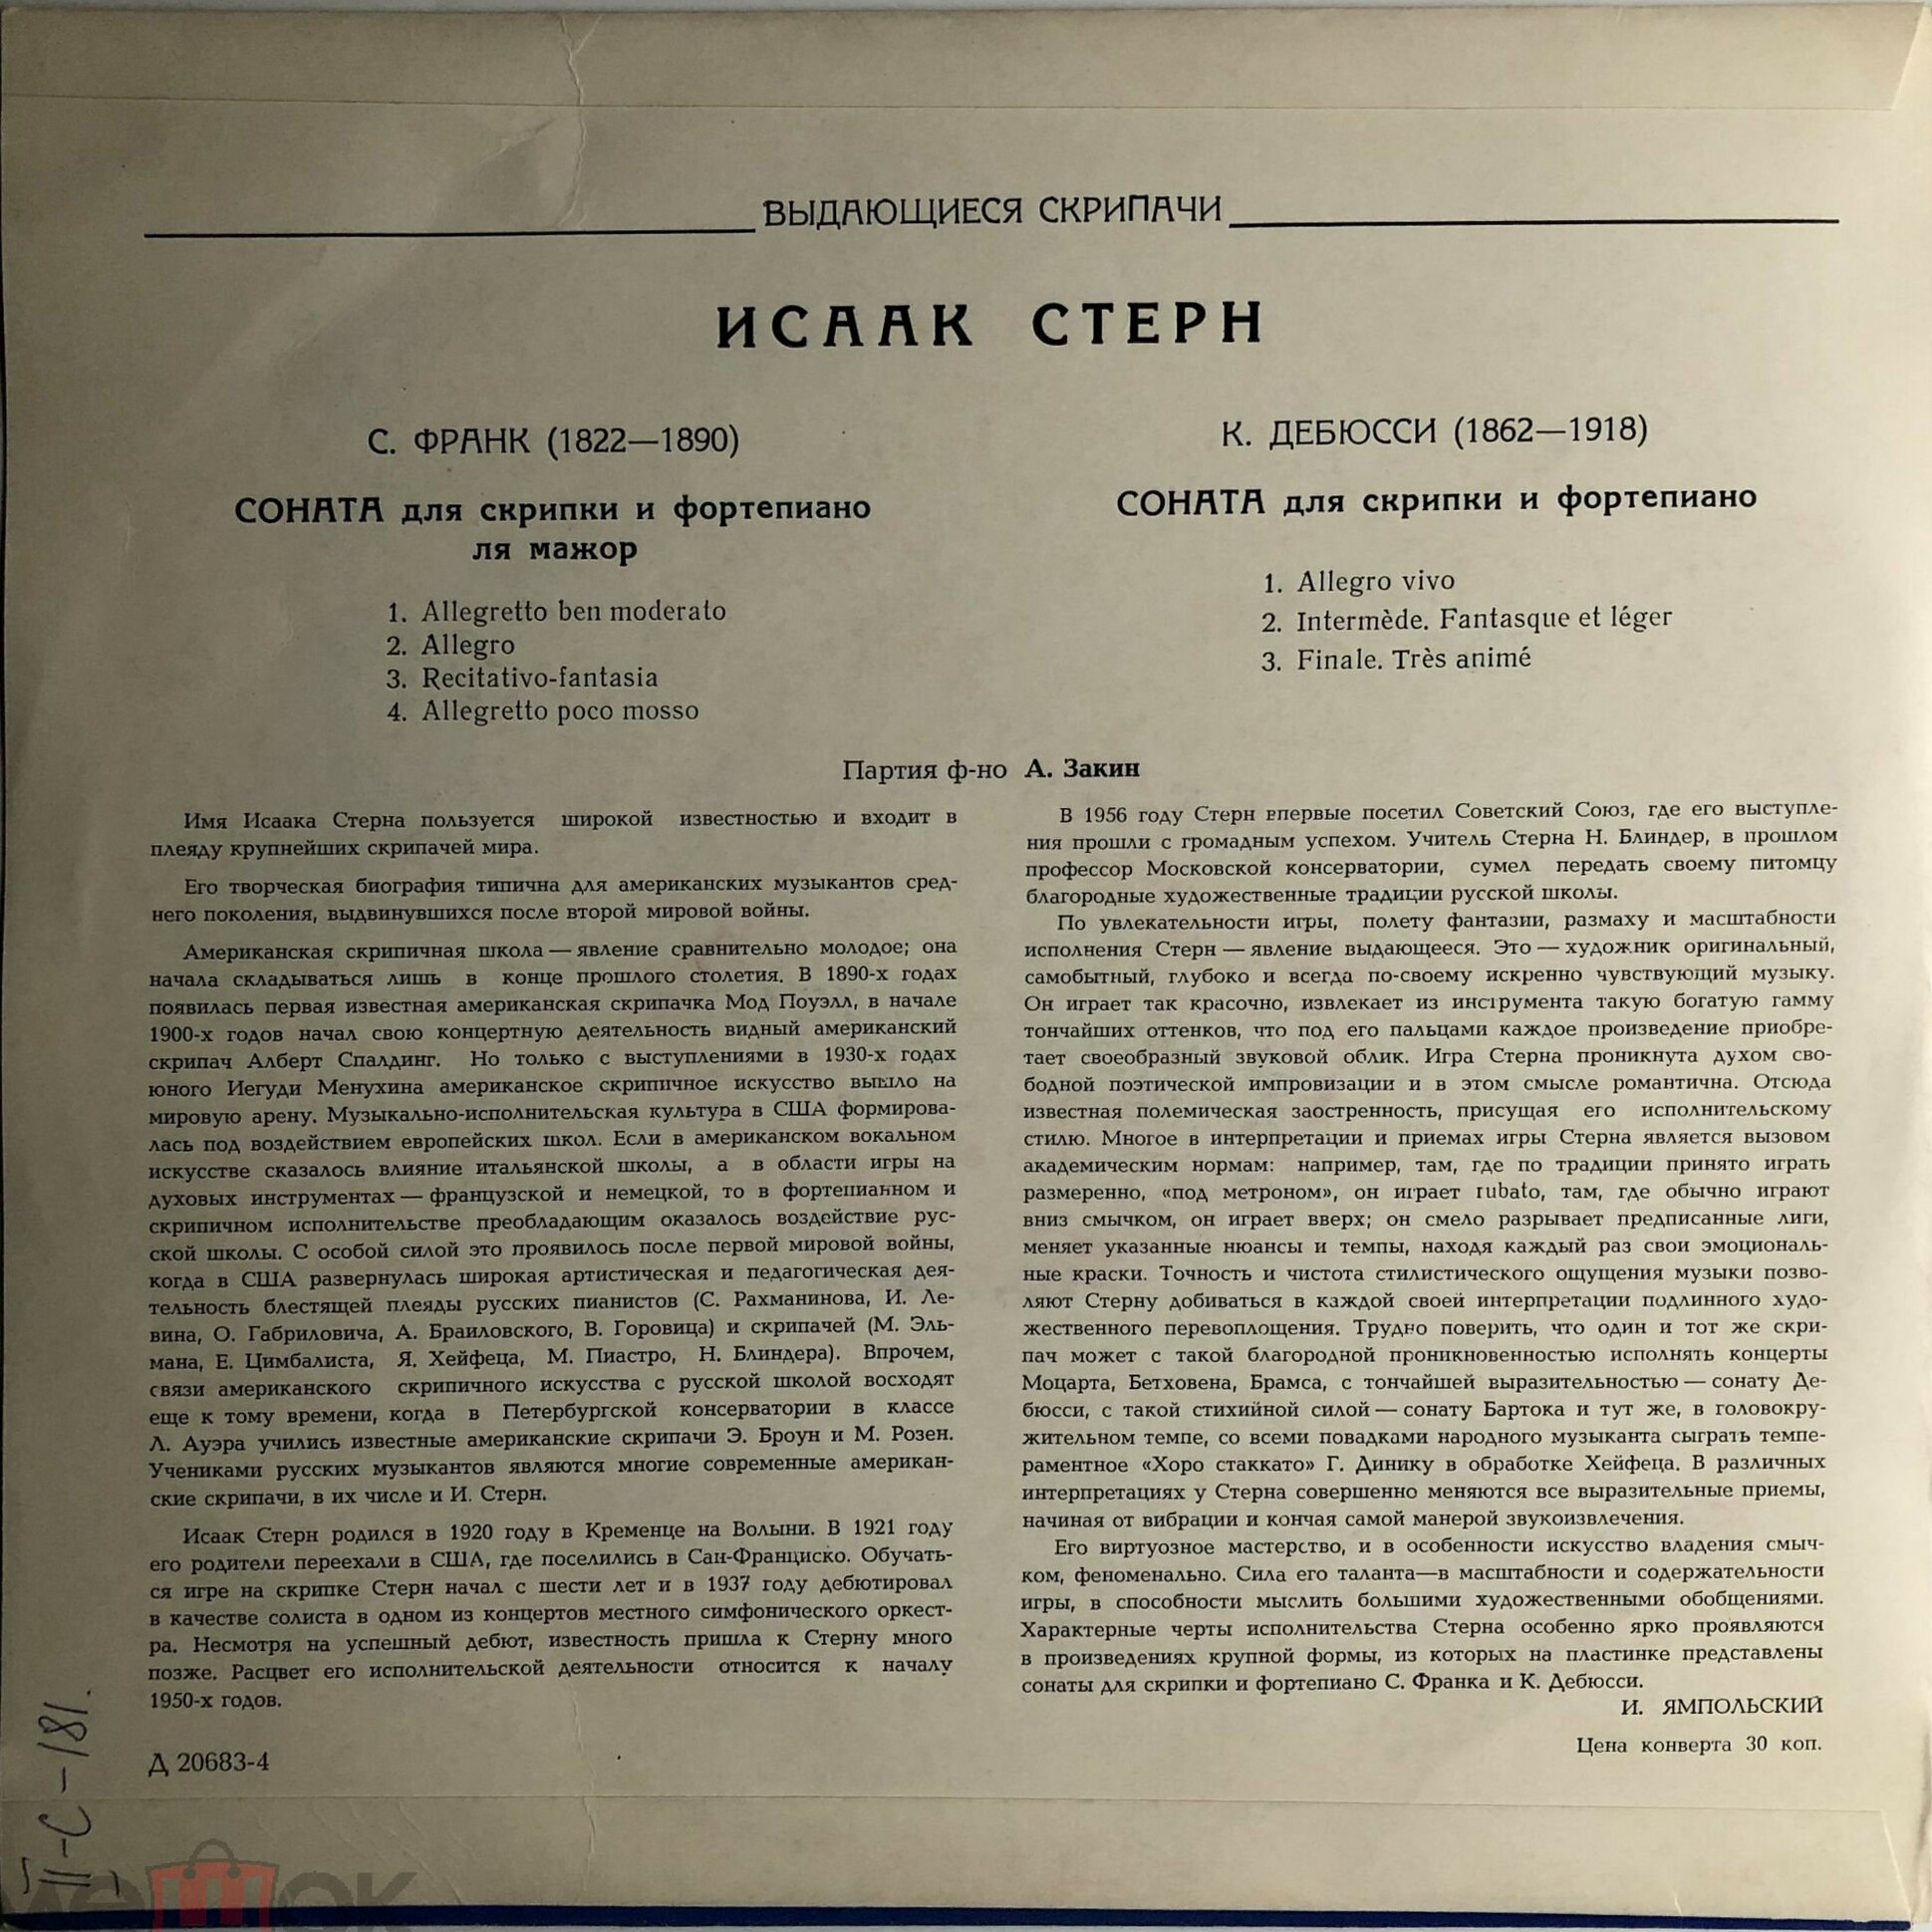 ВЫДАЮЩИЕСЯ СКРИПАЧИ
ИСААК СТЕРН
С. ФРАНК (1822—1890)
СОНАТА для скрипки и фортепиано
ля мажор
1. Allegretto ben moderato
2. Allegro
3. Recitativo-fantasia
4. Allegretto poco mosso
К. ДЕБЮССИ (1862—1918)
СОНАТА для скрипки и фортепиано
1. Allegro vivo
2. Intermède. Fantasque et léger
3. Finale. Très animé
Партия ф-но А. Закин
Имя Исаака Стерна пользуется широкой известностью и входит в
плеяду крупнейших скрипачей мира.
Его творческая биография типична для американских музыкантов сред-
него поколения, выдвинувшихся после второй мировой войны.
Американская скрипичная школа — явление сравнительно молодое; она
начала складываться лишь в конце прошлого столетия. В 1890-х годах
появилась первая известная американская скрипачка Мод Поуэлл, в начале
1900-х годов начал свою концертную деятельность видный американский
скрипач Алберт Спалдинг. Но только с выступлениями в 1930-х годах
юного Иегуди Менухина американское скрипичное искусство вышло на
мировую арену. Музыкально-исполнительская культура в США формирова-
лась под воздействием европейских школ. Если в американском вокальном
искусстве сказалось влияние итальянской школы, а в области игры на
духовых инструментах — французской и немецкой, то в фортепианном и
скрипичном исполнительстве преобладающим оказалось воздействие рус-
ской школы. С особой силой это проявилось после первой мировой войны,
когда в США развернулась широкая артистическая и педагогическая дея-
тельность блестящей плеяды русских пианистов (С. Рахманинова, И. Ле-
вина, О. Габриловича, А. Браиловского, В. Горовица) и скрипачей (М. Эль-
мана, Е. Цимбалиста, Я. Хейфеца, М. Пиастро, Н. Блиндера). Впрочем,
связи американского скрипичного искусства с русской школой восходят
еще к тому времени, когда в Петербургской консерватории в классе
Л. Ауэра учились известные американские скрипачи Э. Броун и М. Розен.
Учениками русских музыкантов являются многие современные американ-
ские скрипачи, в их числе и И. Стерн.
Исаак Стерн родился в 1920 году в Кременце на Волыни. В 1921 году
его родители переехали в США, где поселились в Сан-Франциско. Обучать-
ся игре на скрипке Стерн начал с шести лет и в 1937 году дебютировал
в качестве солиста в одном из концертов местного симфонического оркест-
ра. Несмотря на успешный дебют, известность пришла к Стерну много
позже. Расцвет его исполнительской деятельности относится к началу
1950-х годов.
В 1956 году Стерн впервые посетил Советский Союз, где его выступле-
ния прошли с громадным успехом. Учитель Стерна Н. Блиндер, в прошлом
профессор Московской консерватории, сумел передать своему питомцу
благородные художественные традиции русской школы.
По увлекательности игры, полету фантазии, размаху и масштабности
исполнения Стерн — явление выдающееся. Это — художник оригинальный,
самобытный, глубоко и всегда по-своему искренно чувствующий музыку.
Он играет так красочно, извлекает из инструмента такую богатую гамму
тончайших оттенков, что под его пальцами каждое произведение приобре-
тает своеобразный звуковой облик. Игра Стерна проникнута духом сво-
бодной поэтической импровизации и в этом смысле романтична. Отсюда
известная полемическая заостренность, присущая его исполнительскому
стилю. Многое в интерпретации и приемах игры Стерна является вызовом
академическим нормам: например, там, где по традиции принято играть
размеренно, «под метроном», он играет rubato, там, где обычно играют
вниз смычком, он играет вверх; он смело разрывает предписанные лиги,
меняет указанные нюансы и темпы, находя каждый раз свои эмоциональ-
ные краски. Точность и чистота стилистического ощущения музыки позво-
ляют Стерну добиваться в каждой своей интерпретации подлинного худо-
жественного перевоплощения. Трудно поверить, что один и тот же скри-
пач может с такой благородной проникновенностью исполнять концерты
Моцарта, Бетховена, Брамса, с тончайшей выразительностью — сонату Де-
бюсси, с такой стихийной силой — сонату Бартока и тут же, в головокру-
жительном темпе, со всеми повадками народного музыканта сыграть темпе-
раментное «Хоро стаккато» Г. Динику в обработке Хейфеца. В различных
интерпретациях у Стерна совершенно меняются все выразительные приемы,
начиная от вибрации и кончая самой манерой звукоизвлечения.
Его виртуозное мастерство, и в особенности искусство владения смыч-
ком, феноменально. Сила его таланта—в масштабности и содержательности
игры, в способности мыслить большими художественными обобщениями.
Характерные черты исполнительства Стерна особенно ярко проявляются
в произведениях крупной формы, из которых на пластинке представлены
сонаты для скрипки и фортепиано С. Франка и К. Дебюсси.
И. ЯМПОЛЬСКИЙ
Цена конверта 30 коп.
Д 20683-4
II-С-181.
мешок